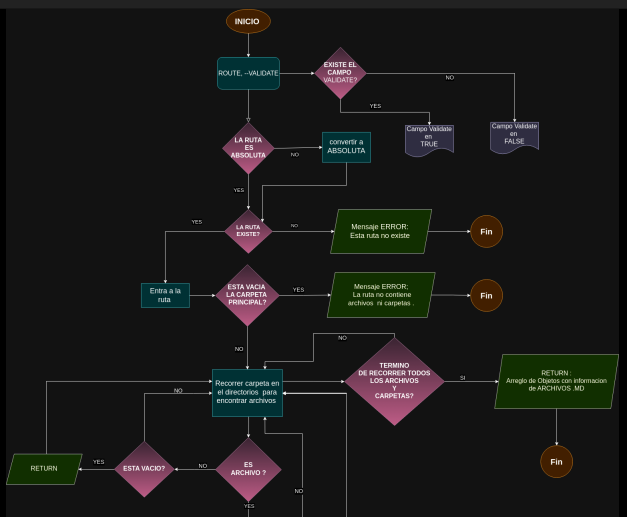 INICIO
ROUTE, --VALIDATE
EXISTE EL
CAMPO
VALIDATE?
NO
YES
Campo Validate
en
TRUE
Campo Validate
en
FALSE
LA RUTA
ES
ABSOLUTA
NO
convertir a
ABSOLUTA
YES
YES
LA RUTA
EXISTE?
NO
Mensaje ERROR:
Esta ruta no existe
Fin
Entra a la
ruta
ESTA VACIA
LA CARPETA
PRINCIPAL?
YES
Mensaje ERROR;
La ruta no contiene
archivos ni carpetas .
Fin
NO
NO
Recorrer carpeta en
el directorios para
encontrar archivos
TERMINO
DE RECORRER TODOS
LOS ARCHIVOS
Y
CARPETAS?
SI
RETURN :
Arreglo de Objetos con informacion
de ARCHIVOS .MD
Fin
NO
RETURN
YES
ESTA VACIO?
NO
ES
ARCHIVO ?
NO
YES